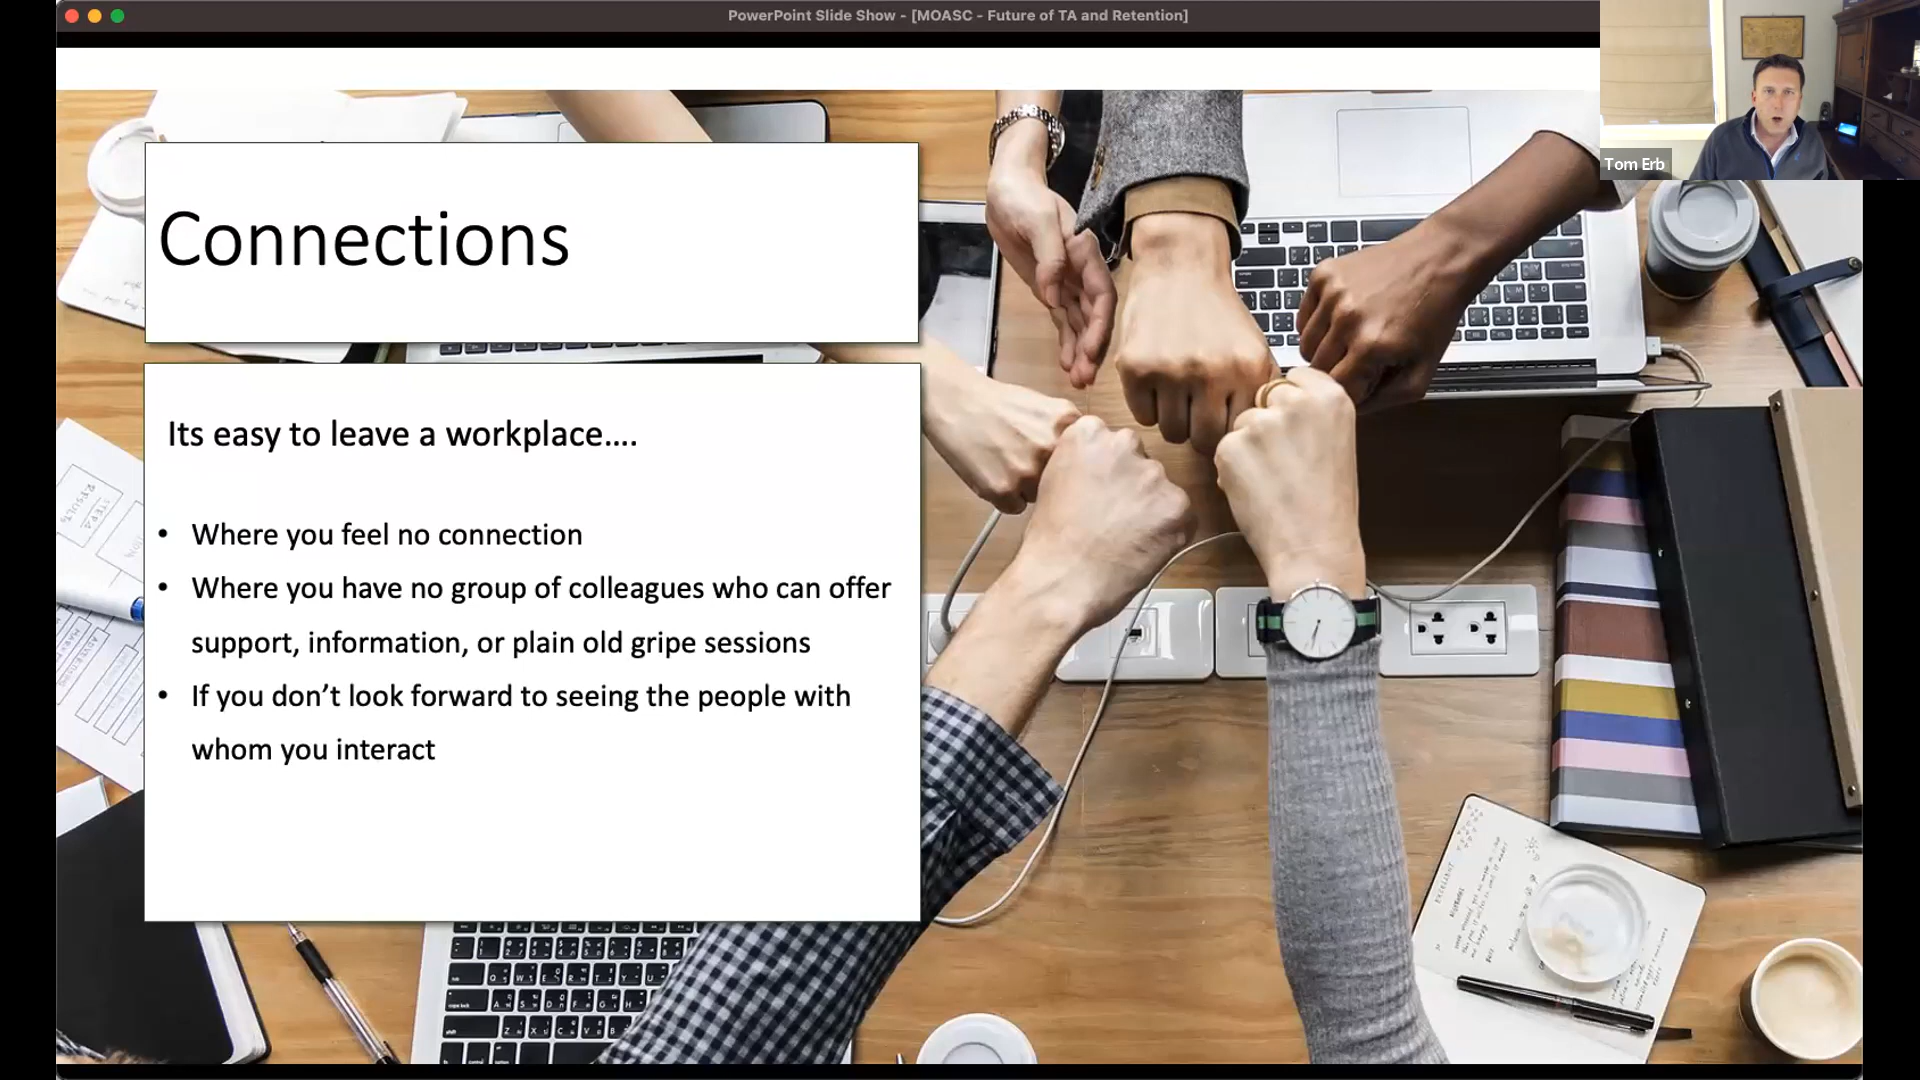 PowerPoint Slide Show - [MOASC - Future of TA and Retention]
Tom Erb
Connections
Its easy to leave a workplace....
• Where you feel no connection
• Where you have no group of colleagues who can offer
support, information, or plain old gripe sessions
• If you don’t look forward to seeing the people with
whom you interact